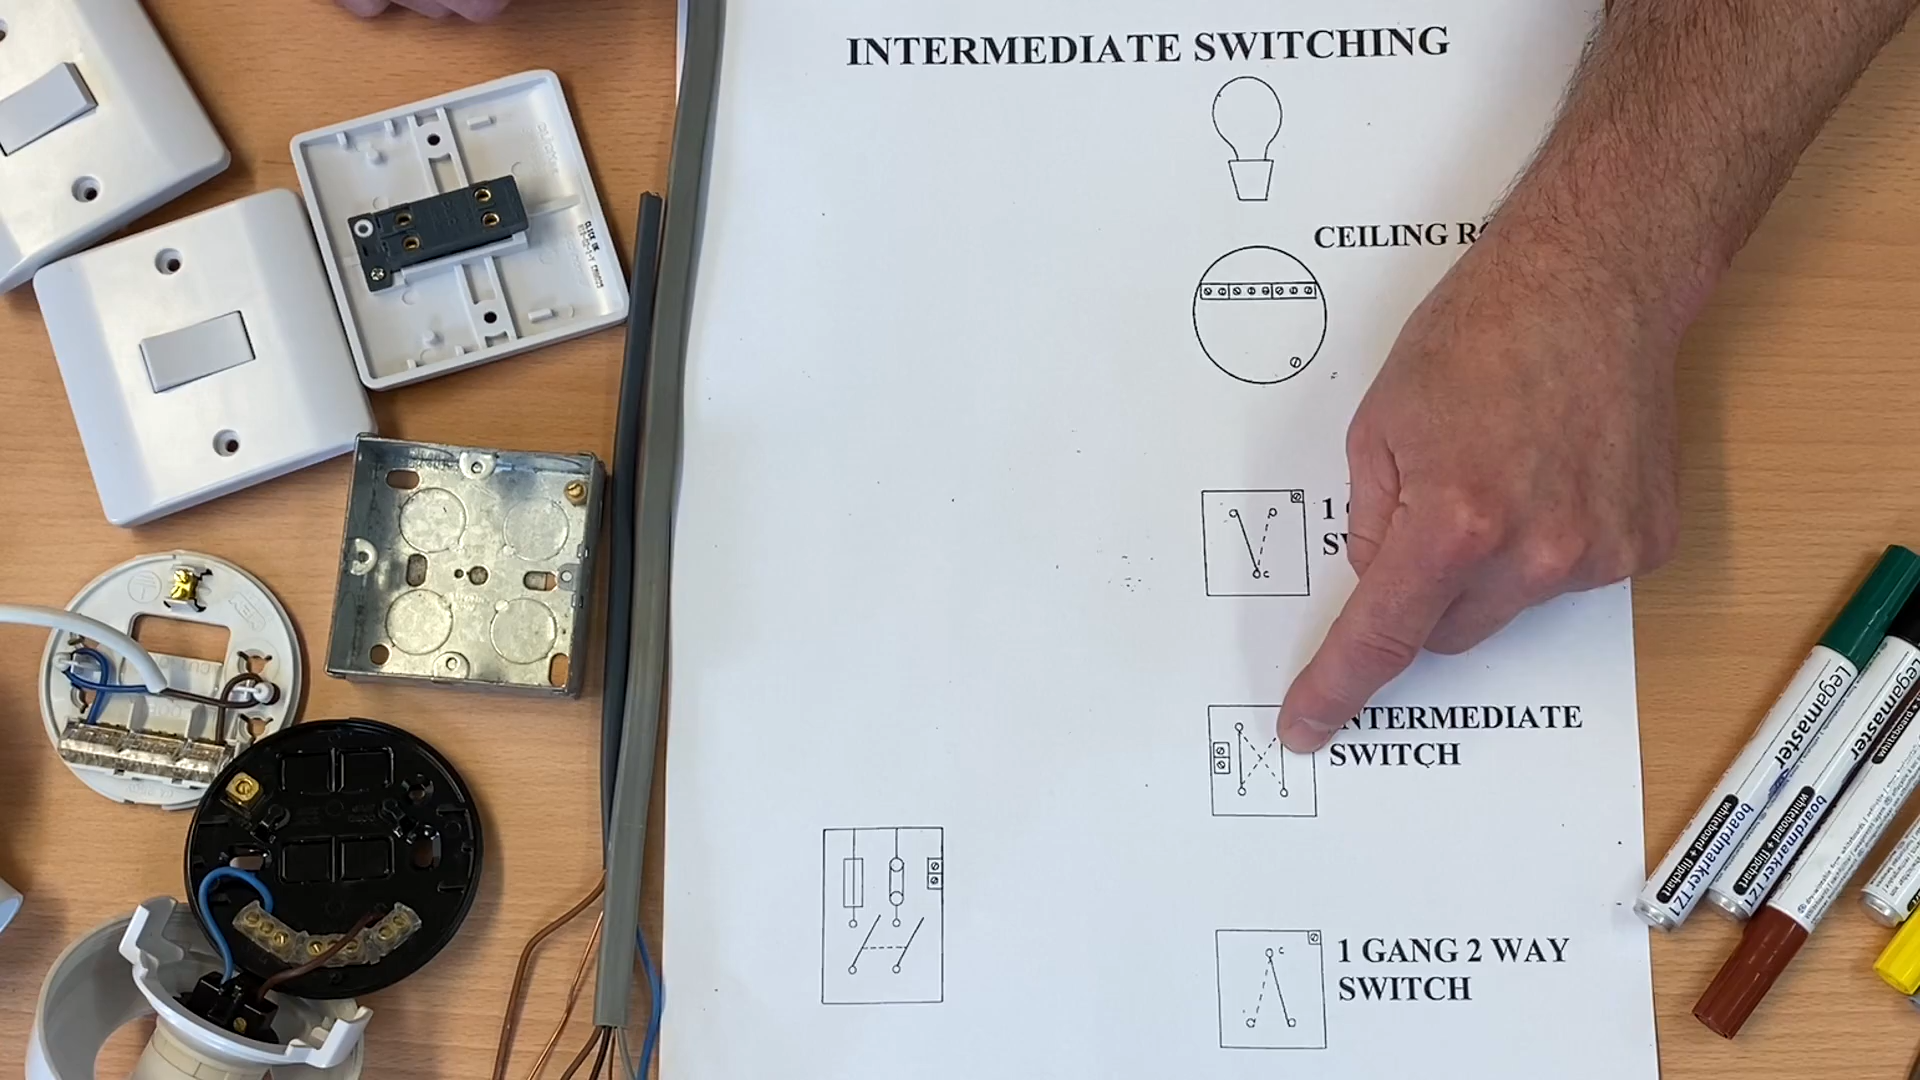 INTERMEDIATE SWITCHING
CEILING
1
C
INTERMEDIATE
SWITCH
C
1 GANG 2 WAY
SWITCH
Legamaster
boardmarker TZ1
whiteboard + flipchart
Legamaster
boardmarker TZ1
whiteboard + flipchart